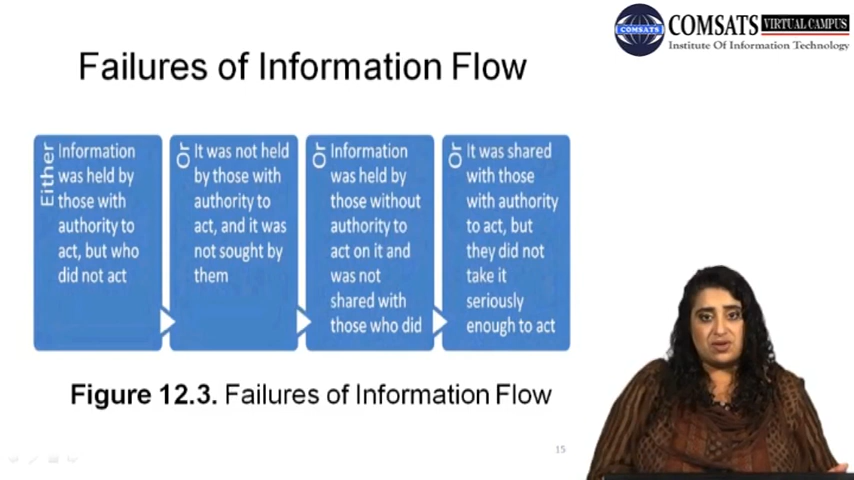 COMSATS VIRTUAL CAMPUS
Institute Of Information Technology
COMSATS
Failures of Information Flow
Either
Information
was held by
those with
authority to
act, but who
did not act
Or
It was not held
by those with
authority to
act, and it was
not sought by
them
Or
Information
was held by
those without
authority to
act on it and
was not
shared with
those who did
Or
It was shared
with those
with authority
to act, but
they did not
take it
seriously
enough to act
Figure 12.3. Failures of Information Flow
15